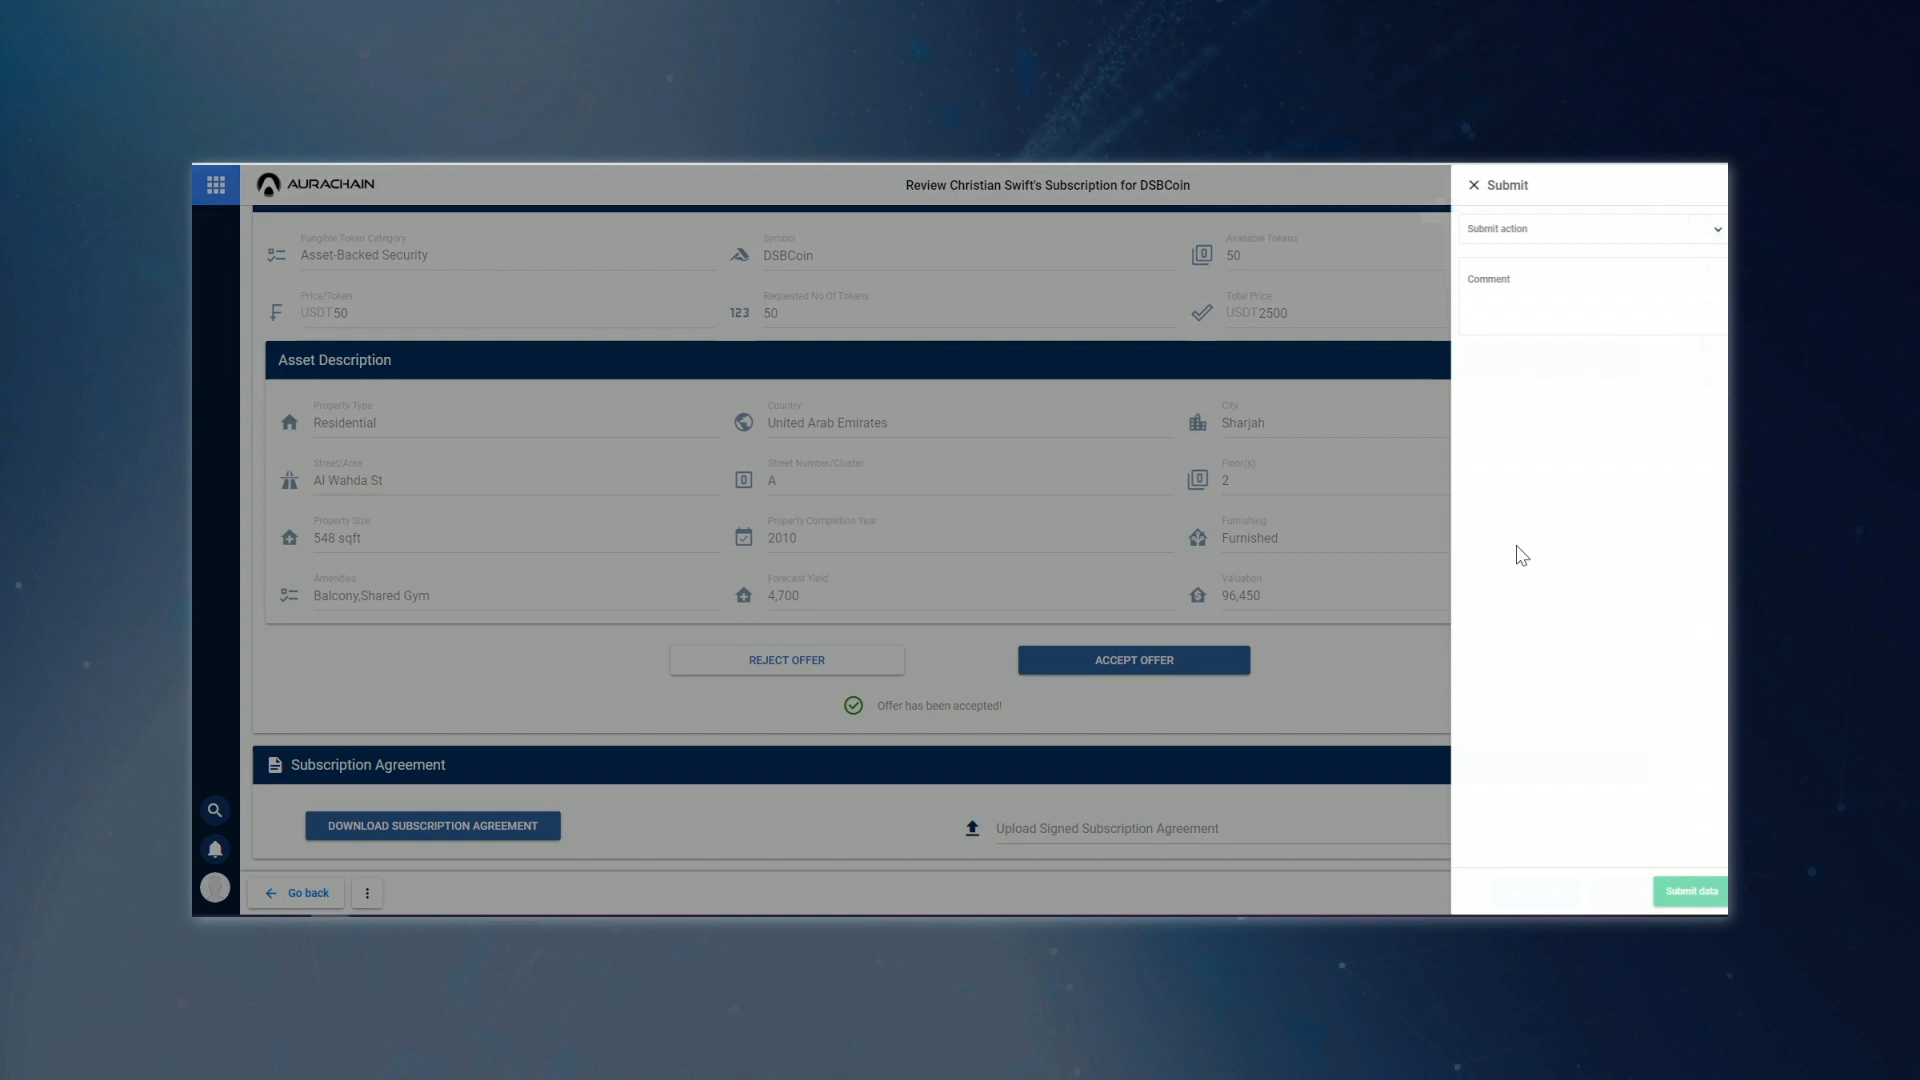 AURACHAIN
Review Christian Swift's Subscription for DSBCoin
Submit
Fungible Token Category
Asset-Backed Security
Symbol
DSBCoin
Available Tokens
50
Submit action
Price/Token
USDT50
123
Requested No Of Tokens
50
Total Price
USDT2500
Comment
Asset Description
Property Type
Residential
Country
United Arab Emirates
City
Sharjah
Street/Area
Al Wahda St
Street Number/Cluster
A
Floor(s)
2
Property Size
548 sqft
Property Completion Year
2010
Furnishing
Furnished
Amenities
Balcony,Shared Gym
Forecast Yield
4,700
Valuation
96,450
REJECT OFFER
ACCEPT OFFER
Offer has been accepted!
Subscription Agreement
DOWNLOAD SUBSCRIPTION AGREEMENT
Upload Signed Subscription Agreement
Go back
Submit data